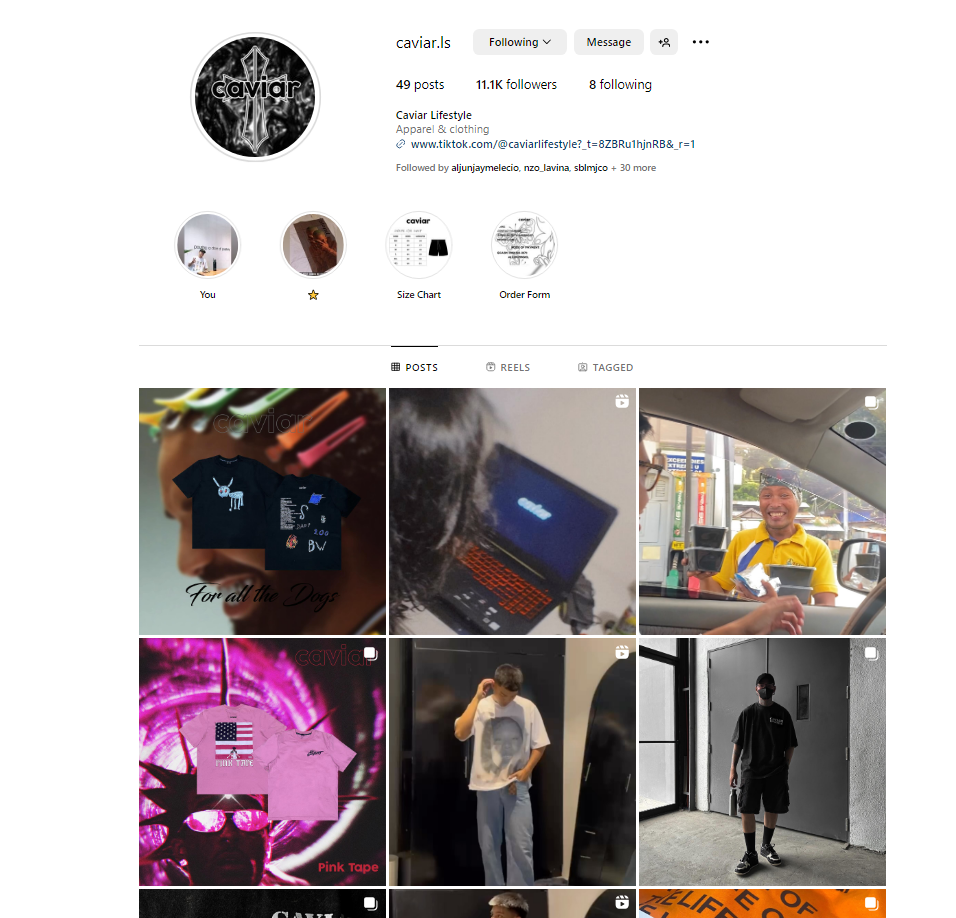 caviar
caviar.ls
Following
Message
49 posts
11.1K followers
8 following
Caviar Lifestyle
Apparel & clothing
www.tiktok.com/@caviarlifestyle?_t=8ZBRu1hjnRB&_r=1
Followed by aljunjaymelecio, nzo_lavina, sblmjco + 30 more
caviar
You
Size Chart
Order Form
POSTS
REELS
TAGGED
caviar
BW
For all the Dogs
caviar
caviar
PINK TAPE
Pink Tape